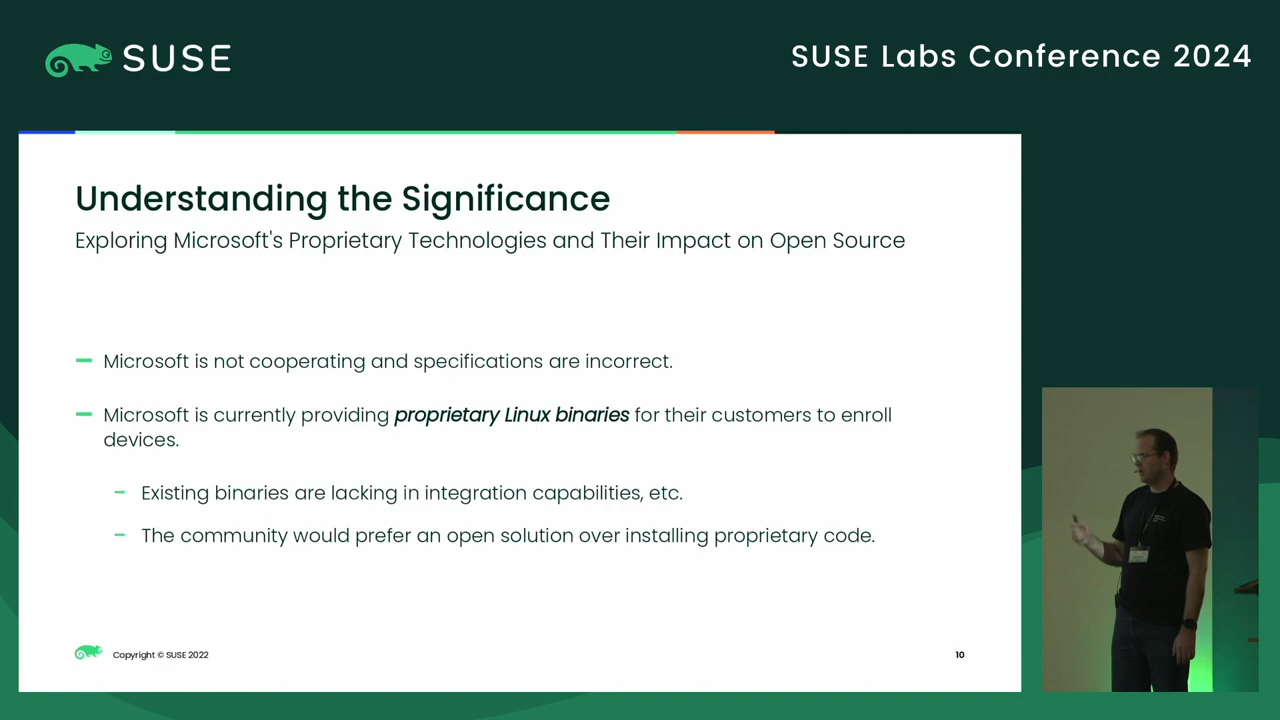 SUSE
SUSE Labs Conference 2024
Understanding the Significance
Exploring Microsoft's Proprietary Technologies and Their Impact on Open Source
Microsoft is not cooperating and specifications are incorrect.
Microsoft is currently providing proprietary Linux binaries for their customers to enroll
devices.
Existing binaries are lacking in integration capabilities, etc.
The community would prefer an open solution over installing proprietary code.
Copyright © SUSE 2022
10